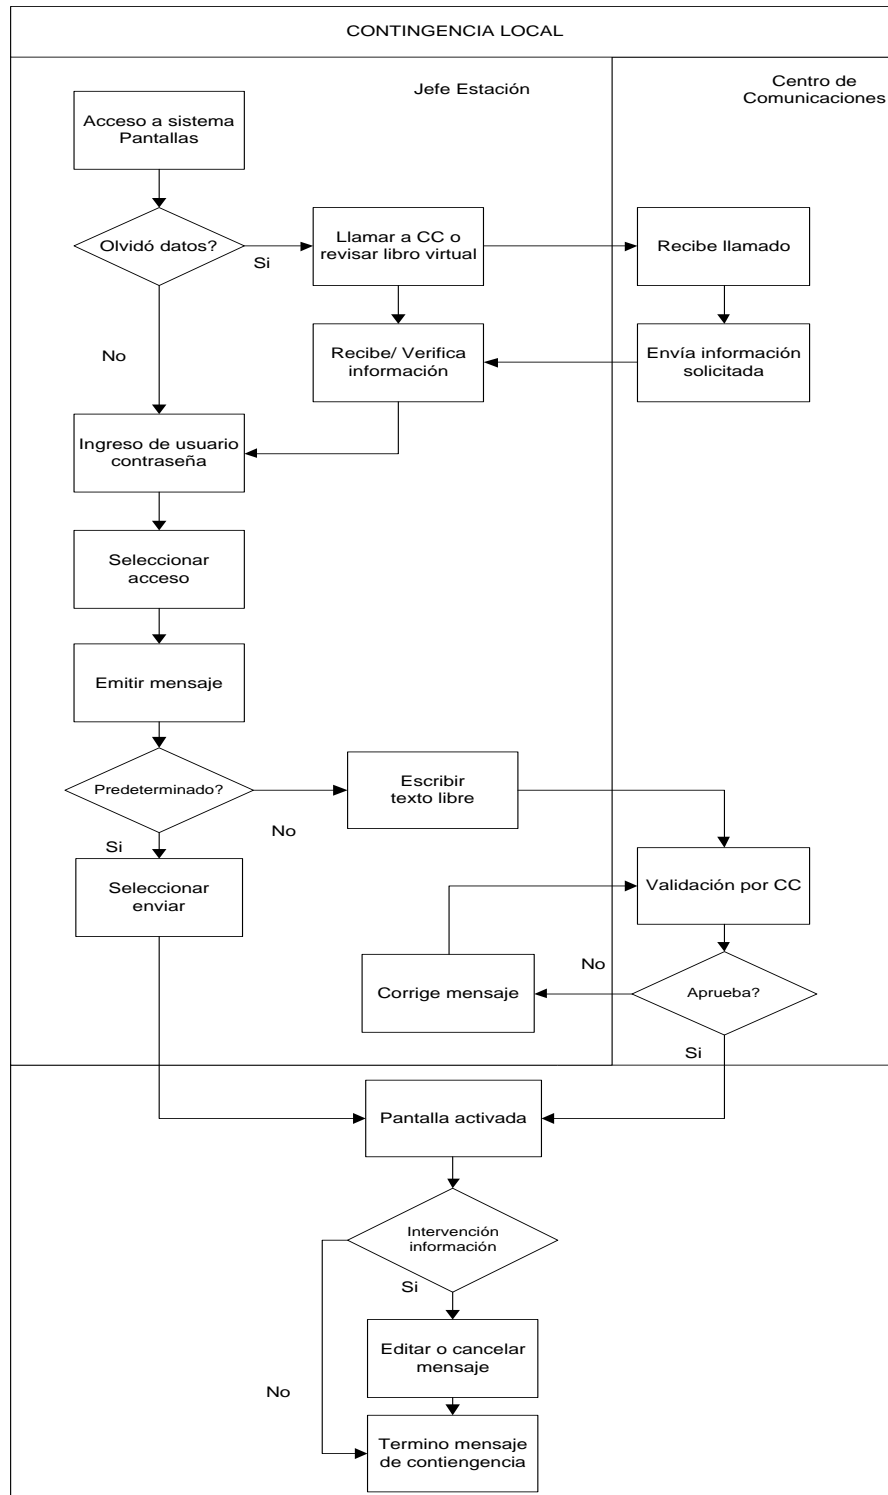 CONTINGENCIA LOCAL
Jefe Estación
Centro de
Comunicaciones
Acceso a sistema
Pantallas
Olvidó datos?
Si
Llamar a CC o
revisar libro virtual
Recibe llamado
No
Recibe/ Verifica
información
Envía información
solicitada
Ingreso de usuario
contraseña
Seleccionar
acceso
Emitir mensaje
Predeterminado?
No
Escribir
texto libre
Si
Seleccionar
enviar
Validación por CC
Corrige mensaje
No
Aprueba?
Si
Pantalla activada
Intervención
información
Si
Editar o cancelar
mensaje
No
Termino mensaje
de contiengencia